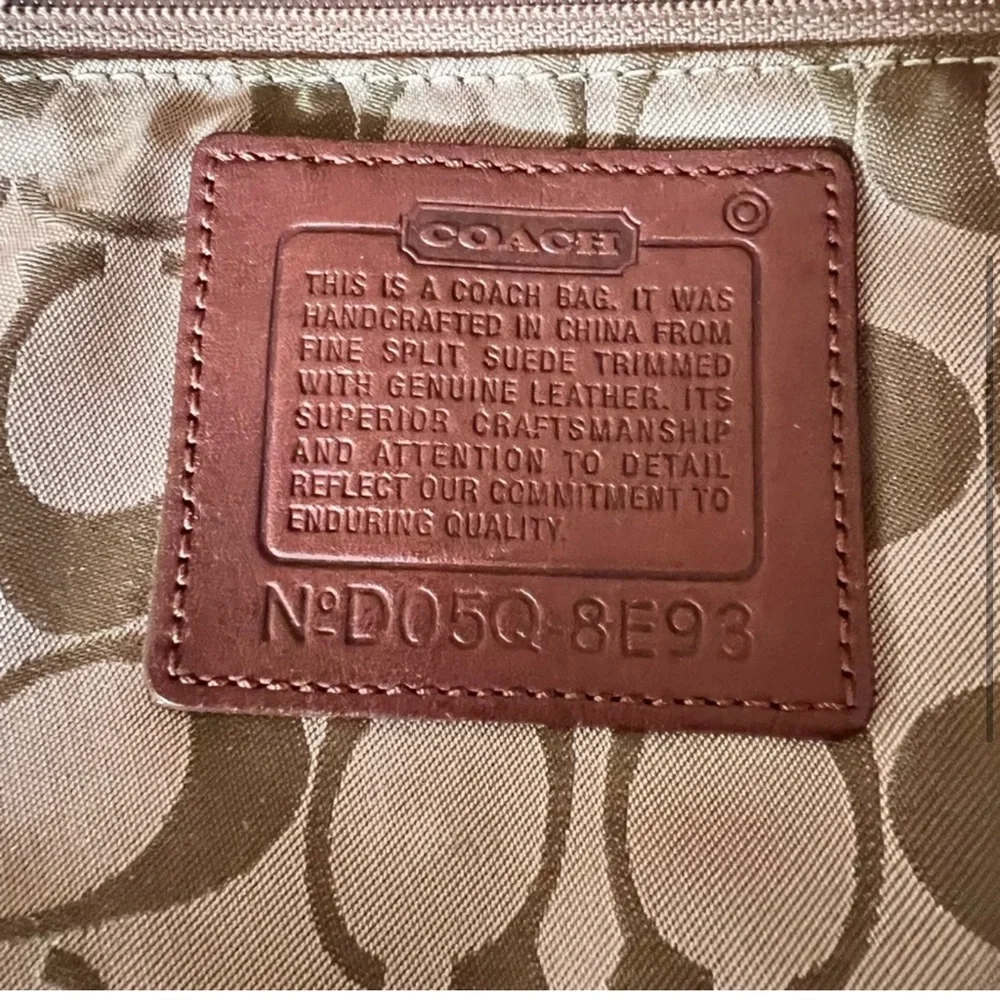 COACH
THIS IS A COACH BAG. IT WAS
HANDCRAFTED IN CHINA FROM
FINE SPLIT SUEDE TRIMMED
WITH GENUINE LEATHER. ITS
SUPERIOR CRAFTSMANSHIP
AND ATTENTION TO DETAIL
REFLECT OUR COMMITMENT TO
ENDURING QUALITY.
NºD05Q-8E93